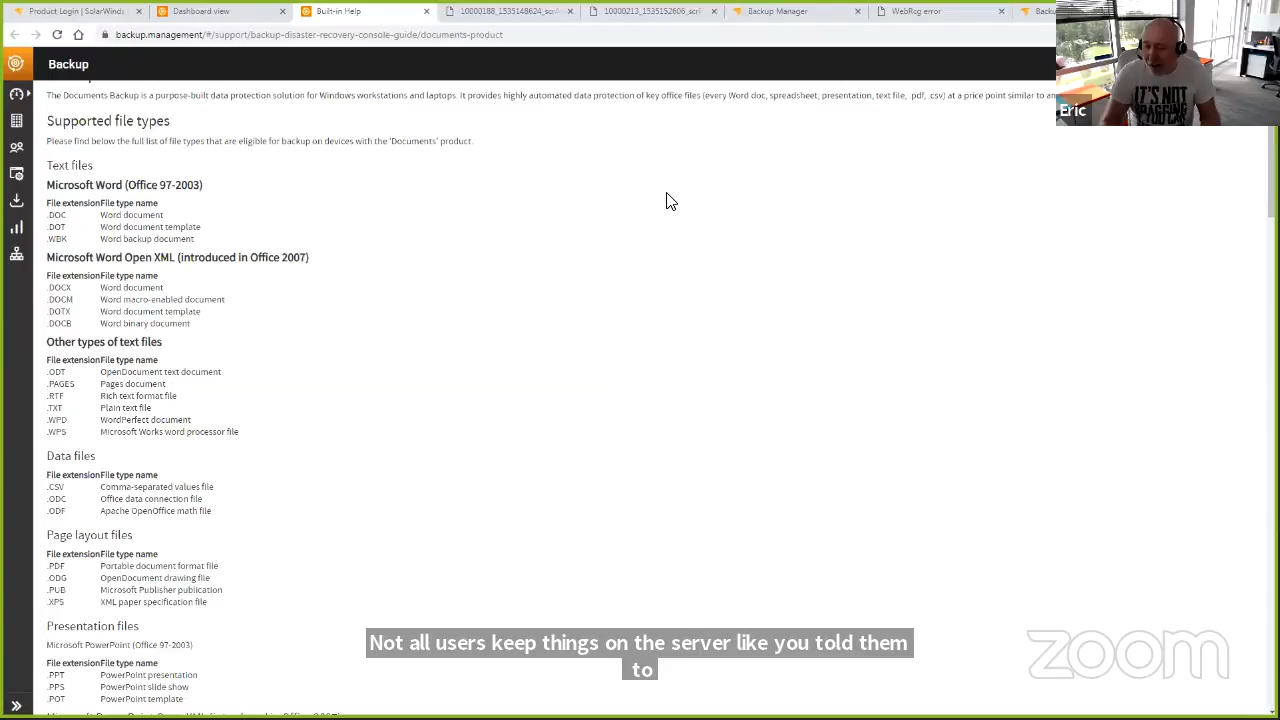 Product Login | SolarWind
Dashboard view
Built-in Help
10000188_1535148624_scr
10000213_1535152606_scr
Backup Manager
WebRcg error
backup.management/#/support/backup-disaster-recovery-console-guide/documents-product
Backup
The Documents Backup is a purpose-built data protection solution for Windows workstations and laptops. It provides highly automated data protection of key office files (every Word doc, spreadsheet, presentation, text file, .pdf, .csv) at a price point similar to an
Supported file types
Please find below the full list of file types that are eligible for backup on devices with the 'Documents' product.
Text files
Microsoft Word (Office 97-2003)
File extension File type name
.DOC Word document
.DOT Word document template
.WBK Word backup document
Microsoft Word Open XML (introduced in Office 2007)
File extension File type name
.DOCX Word document
.DOCM Word macro-enabled document
.DOTX Word document template
.DOCB Word binary document
Other types of text files
File extension File type name
.ODT OpenDocument text document
.PAGES Pages document
.RTF Rich text format file
.TXT Plain text file
.WPD WordPerfect document
.WPS Microsoft Works word processor file
Data files
File extension File type name
.CSV Comma-separated values file
.ODC Office data connection file
.ODF Apache OpenOffice math file
Page layout files
File extension File type name
.PDF Portable document format file
.ODG OpenDocument drawing file
.PUB Microsoft Publisher publication
.XPS XML paper specification file
Presentation files
Microsoft PowerPoint (Office 97-2003)
File extension File type name
.PPT PowerPoint presentation
.PPS PowerPoint slide show
.POT PowerPoint template
Eric
IT'S NOT
Not all users keep things on the server like you told them
to
zoom